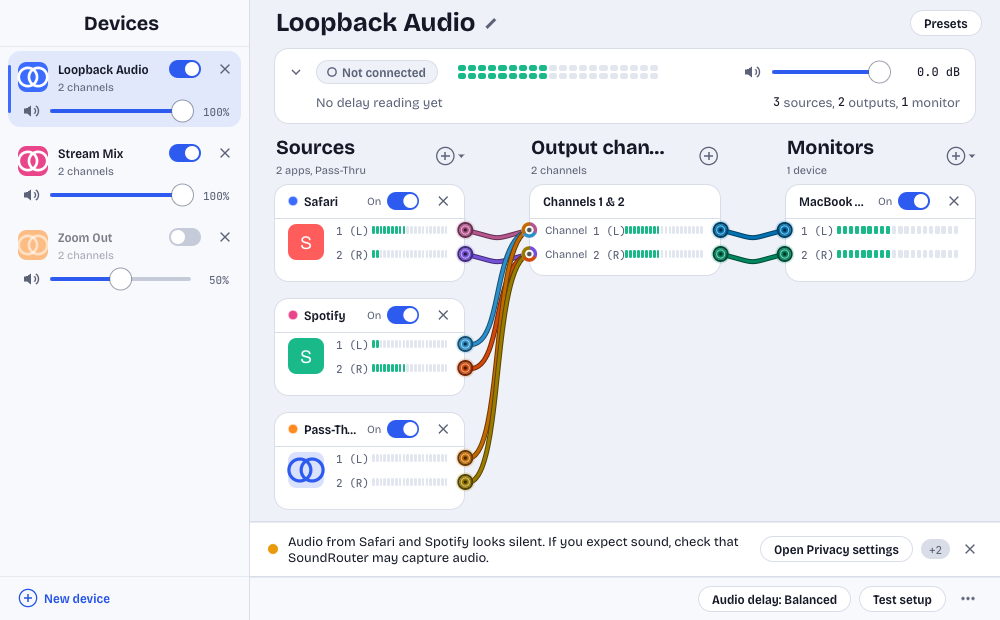 Devices
Loopback Audio
2 channels
100%
Stream Mix
2 channels
100%
Zoom Out
2 channels
50%
New device
Loopback Audio
Presets
Not connected
0.0 dB
No delay reading yet
3 sources, 2 outputs, 1 monitor
Sources
2 apps, Pass-Thru
Safari
On
1 (L)
2 (R)
S
Spotify
On
1 (L)
2 (R)
S
Pass-Th...
On
1 (L)
2 (R)
Output chan...
2 channels
Channels 1 & 2
Channel 1 (L)
Channel 2 (R)
Monitors
1 device
MacBook ...
On
1 (L)
2 (R)
Audio from Safari and Spotify looks silent. If you expect sound, check that
SoundRouter may capture audio.
Open Privacy settings
+2
Audio delay: Balanced
Test setup